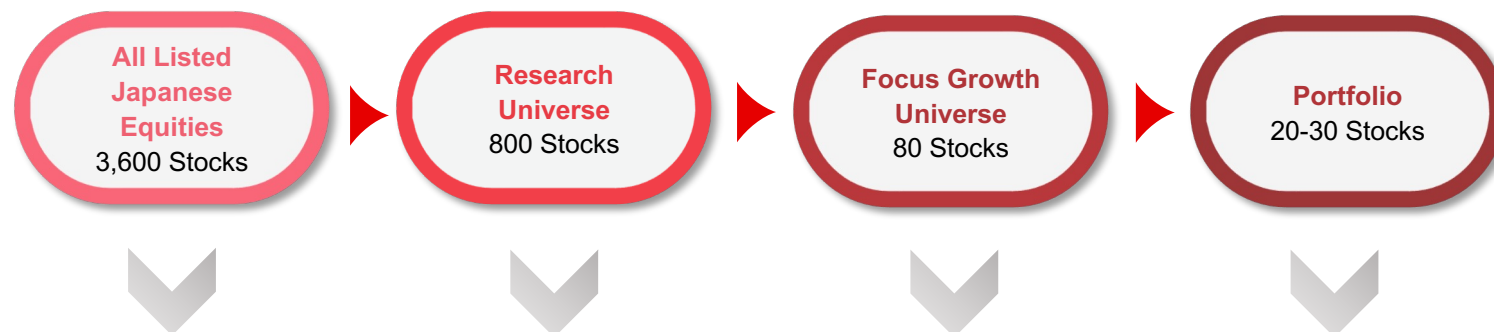 All Listed
Japanese
Equities
3,600 Stocks
Research
Universe
800 Stocks
Focus Growth
Universe
80 Stocks
Portfolio
20-30 Stocks